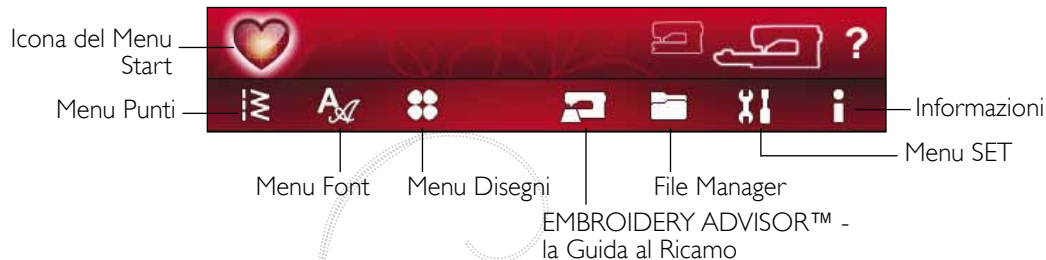 Icona del Menu
Start
?
Menu Punti
Informazioni
Menu SET
Menu Font
Menu Disegni
File Manager
EMBROIDERY ADVISOR™ -
la Guida al Ricamo